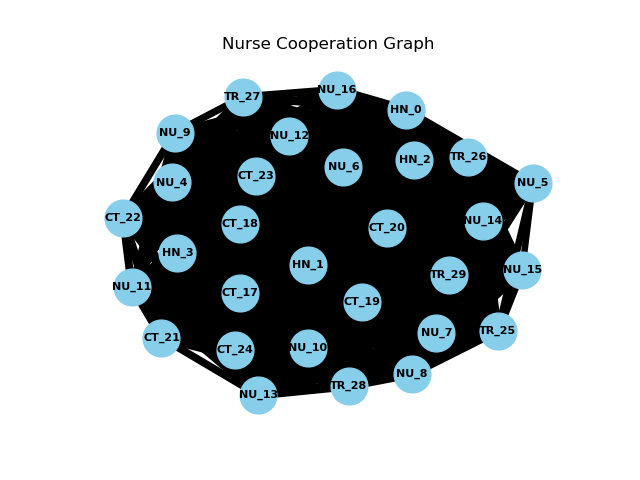 Nurse Cooperation Graph
NU_16
TR_27
HN_0
NU_9
NU_12
TR_26
HN_2
NU_6
CT_23
NU_4
NU_5
CT_22
NU_14
CT_18
CT_20
HN_3
HN_1
NU_15
TR_29
NU_11
CT_17
CT_19
TR_25
NU_7
CT_21
NU_10
CT_24
NU_8
TR_28
NU_13